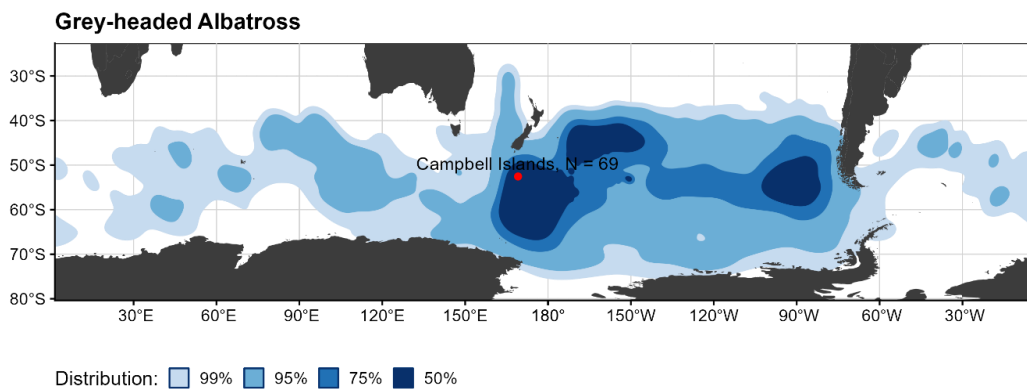 Grey-headed Albatross
30°S
40°S
50°S
Campbell Islands, N = 69
60°S
70°S
80°S
30°E 60°E 90°E 120°E 150°E 180° 150°W 120°W 90°W 60°W 30°W
Distribution: 99% 95% 75% 50%